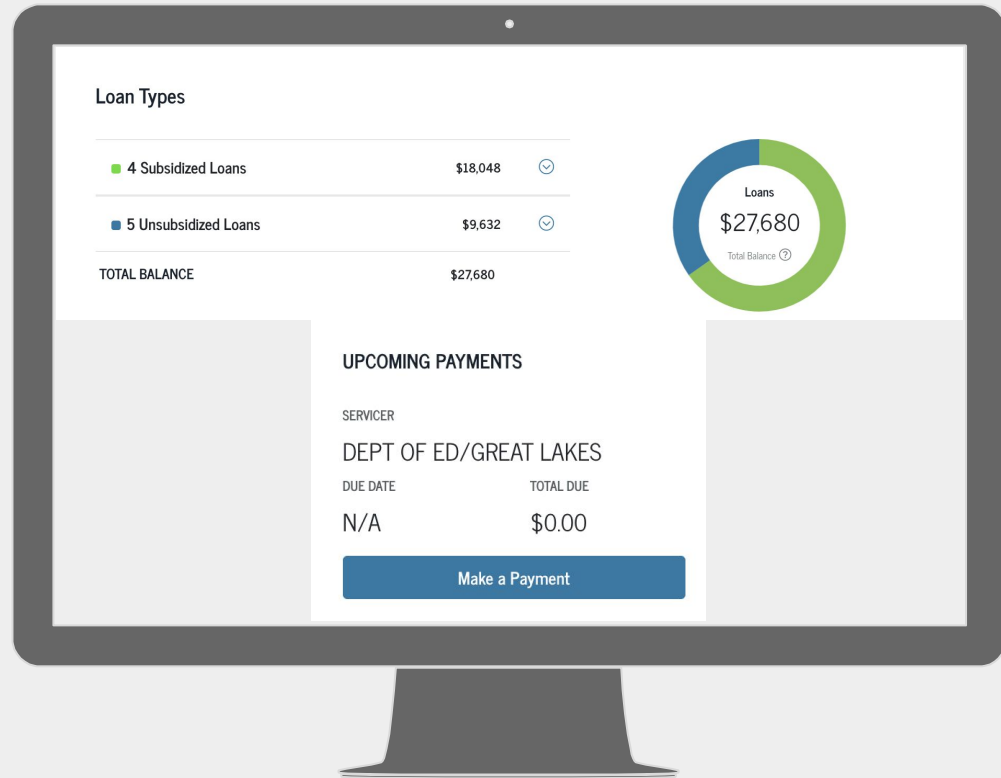 Loan Types
4 Subsidized Loans $18,048
5 Unsubsidized Loans $9,632
TOTAL BALANCE $27,680
Loans
$27,680
Total Balance ?
UPCOMING PAYMENTS
SERVICER
DEPT OF ED/GREAT LAKES
DUE DATE TOTAL DUE
N/A $0.00
Make a Payment